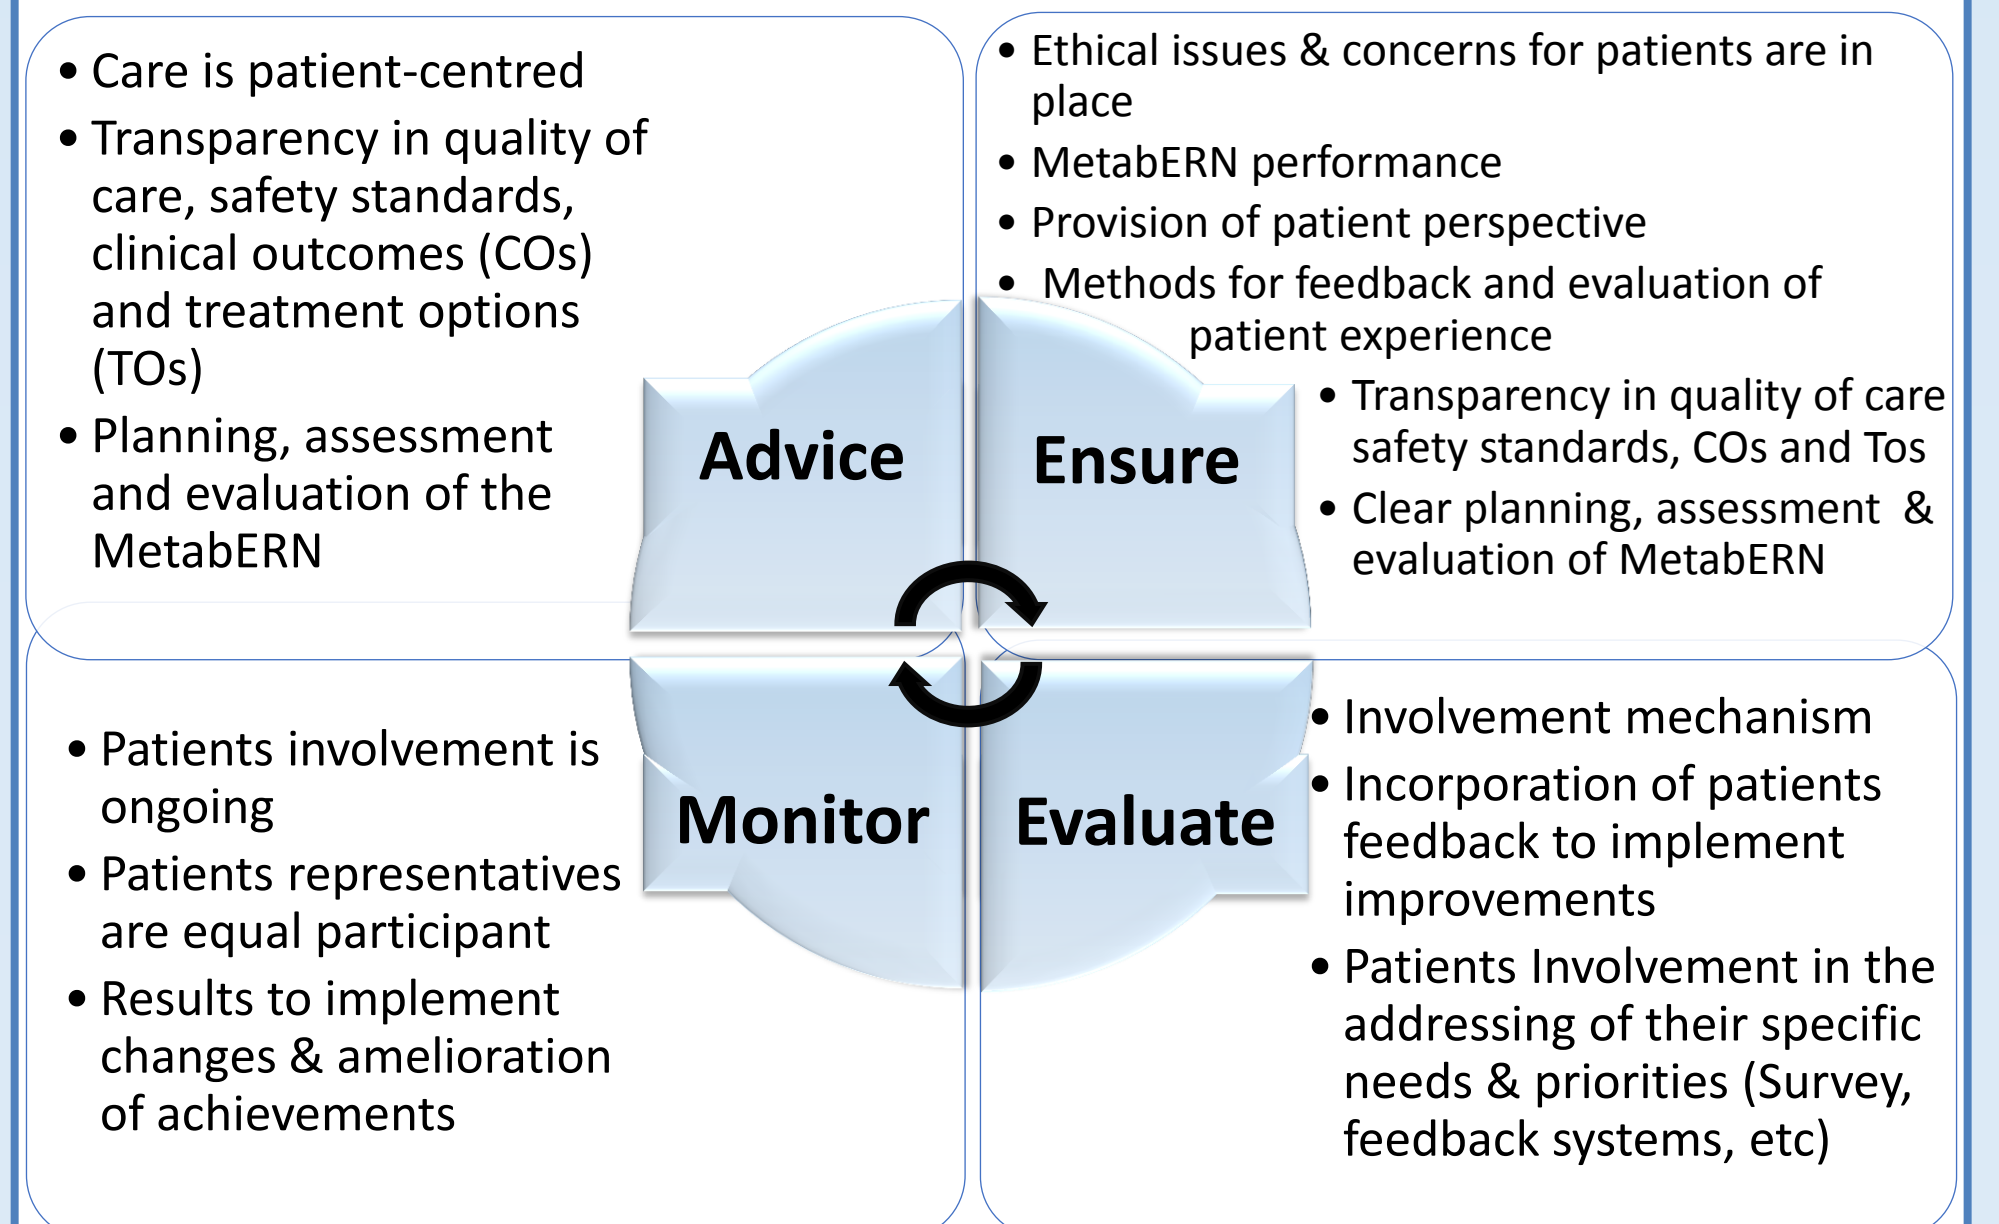 • Care is patient-centred
• Transparency in quality of
care, safety standards,
clinical outcomes (COs)
and treatment options
(TOs)
• Planning, assessment
and evaluation of the
MetabERN
Advice
• Ethical issues & concerns for patients are in
place
• MetabERN performance
• Provision of patient perspective
• Methods for feedback and evaluation of
patient experience
• Transparency in quality of care
safety standards, COs and Tos
• Clear planning, assessment & 
evaluation of MetabERN
Ensure
• Patients involvement is
ongoing
• Patients representatives
are equal participant
• Results to implement
changes & amelioration
of achievements
Monitor
Evaluate
• Involvement mechanism
• Incorporation of patients
feedback to implement
improvements
• Patients Involvement in the
addressing of their specific
needs & priorities (Survey,
feedback systems, etc)